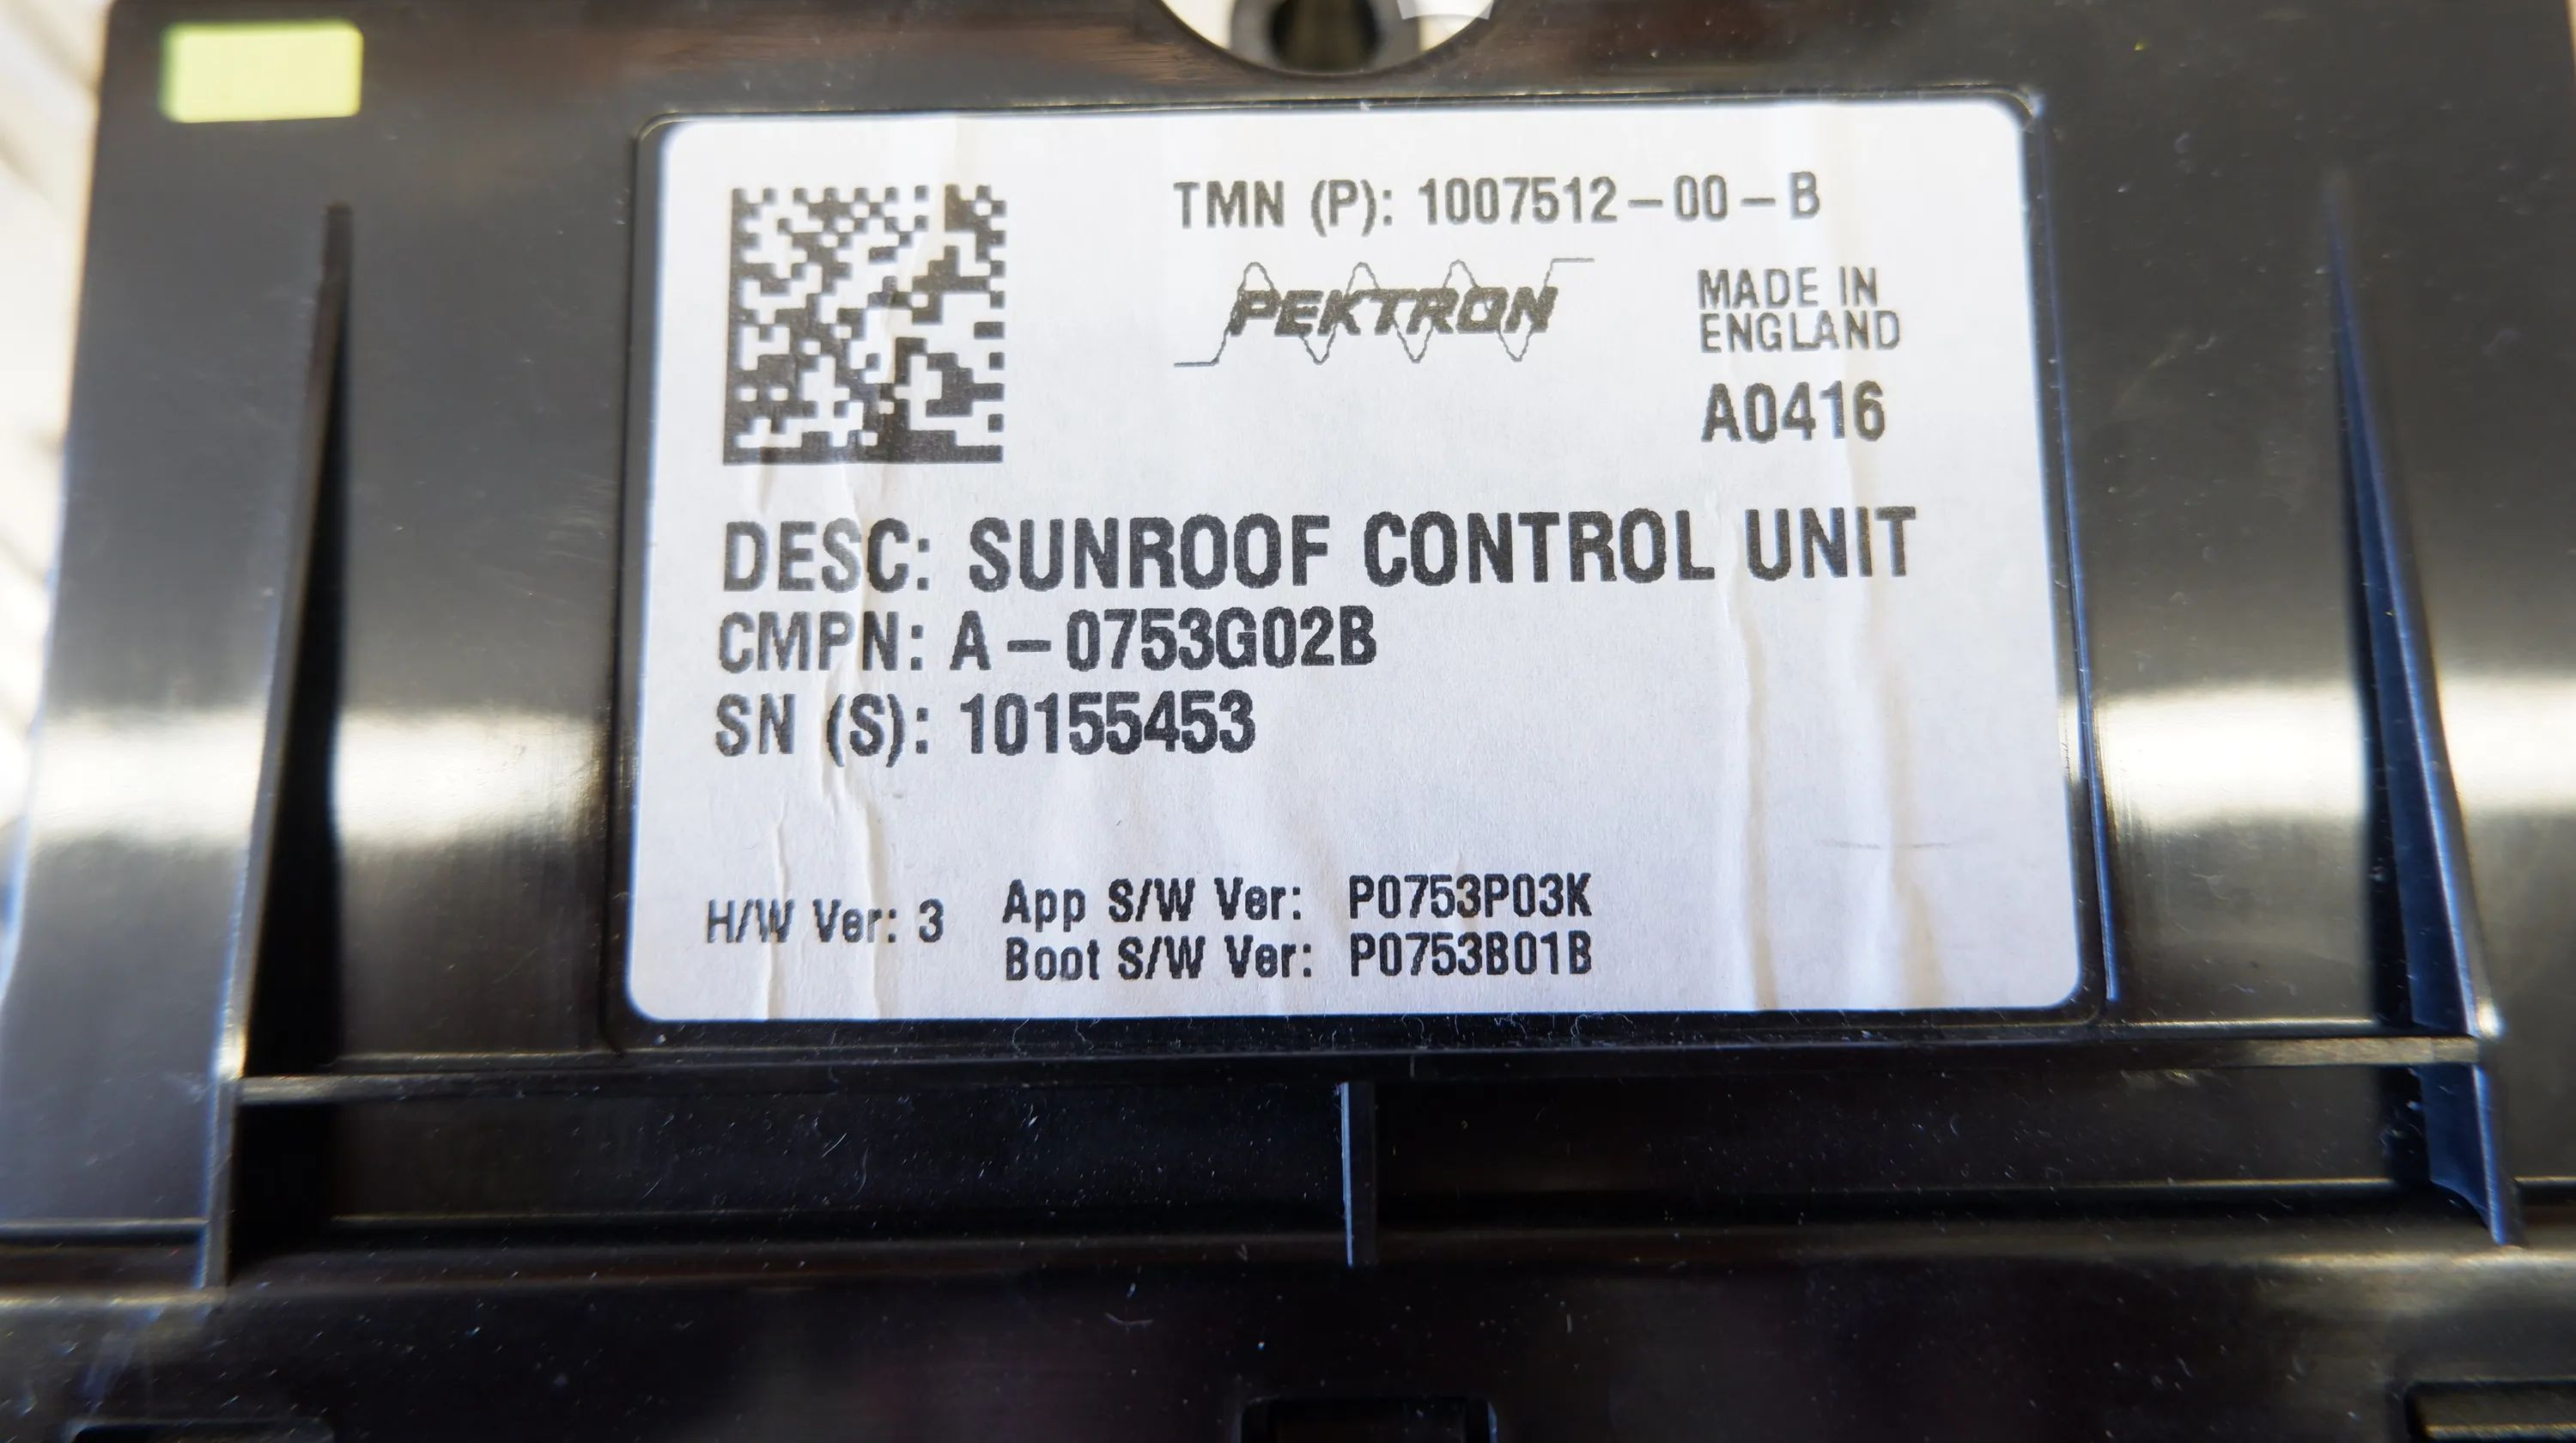 TMN (P): 1007512-00-B
PEKTRON
MADE IN
ENGLAND
A0416
DESC: SUNROOF CONTROL UNIT
CMPN: A-0753G02B
SN (S): 10155453
H/W Ver: 3
App S/W Ver: P0753P03K
Boot S/W Ver: P0753B01B